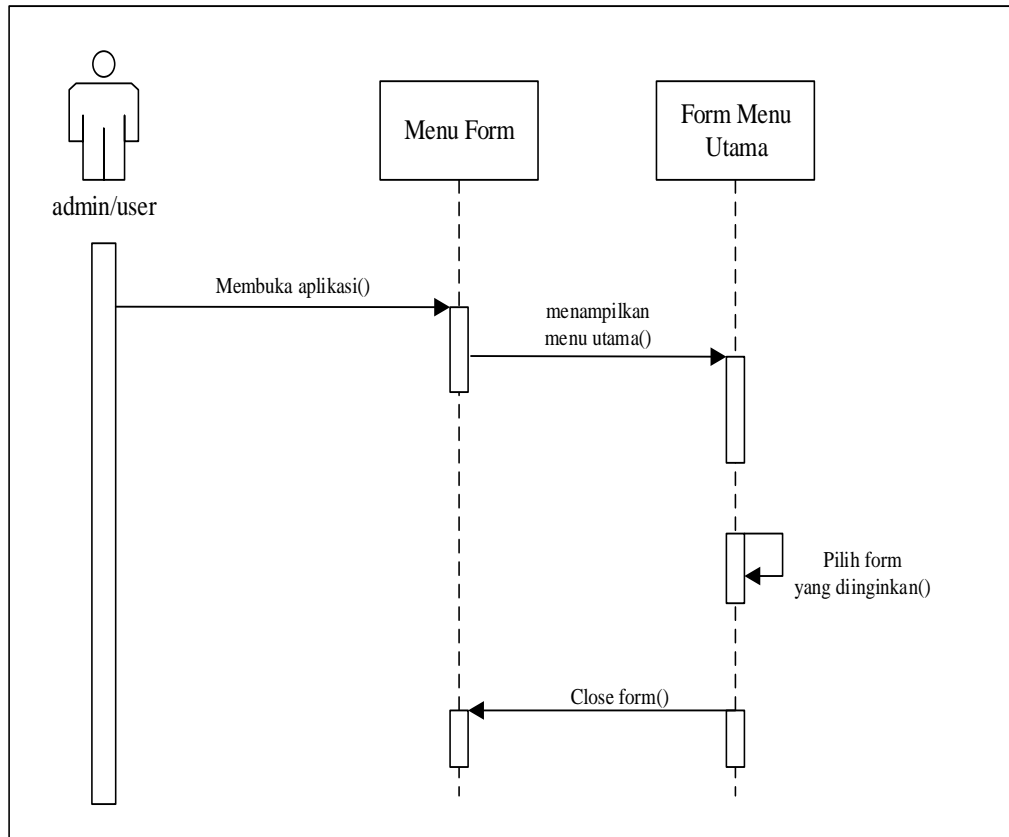 admin/user
Menu Form
Form Menu
Utama
Membuka aplikasi()
menampilkan
menu utama()
Pilih form
yang diinginkan()
Close form()